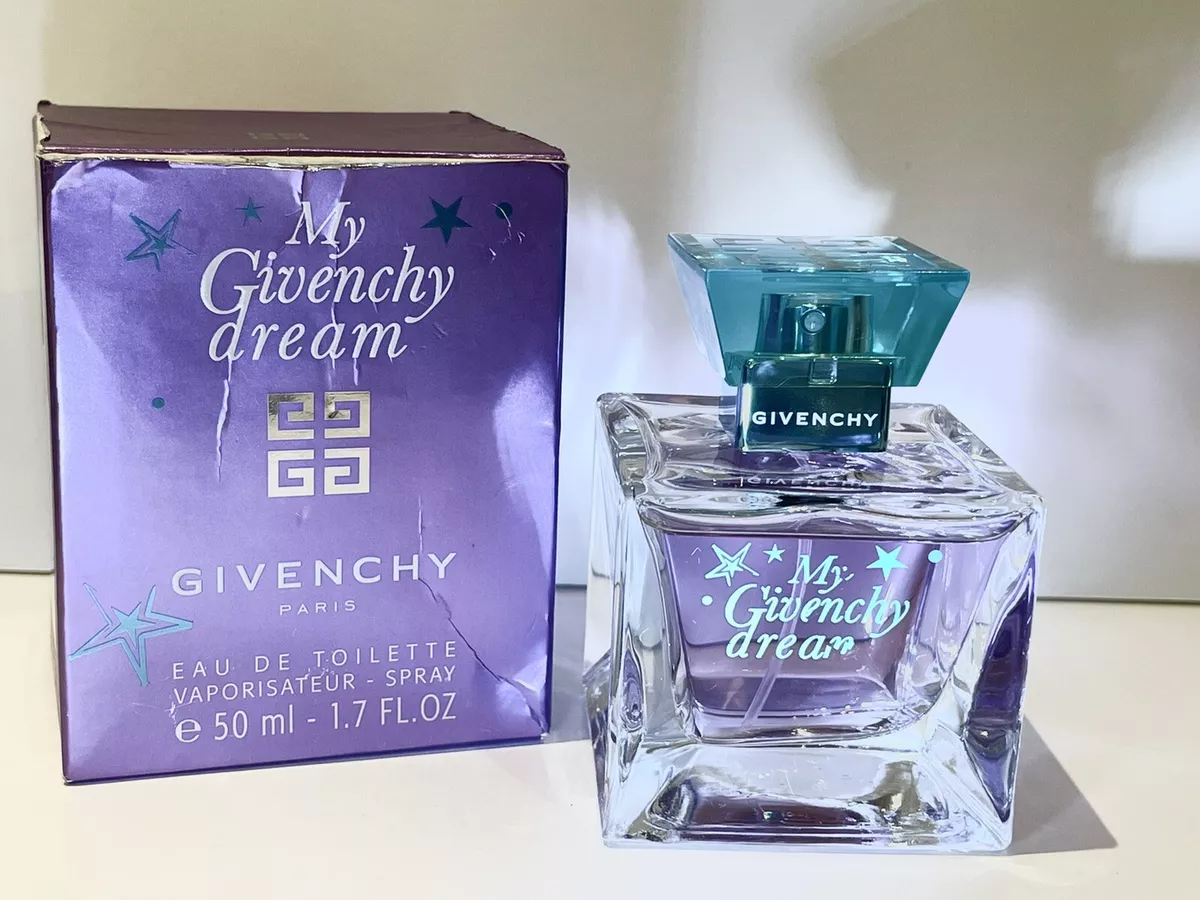 My
Givenchy
dream
GIVENCHY
PARIS
EAU DE TOILETTE
VAPORISATEUR - SPRAY
e 50 ml - 1.7 FL.OZ
GIVENCHY
My
Givenchy
dream